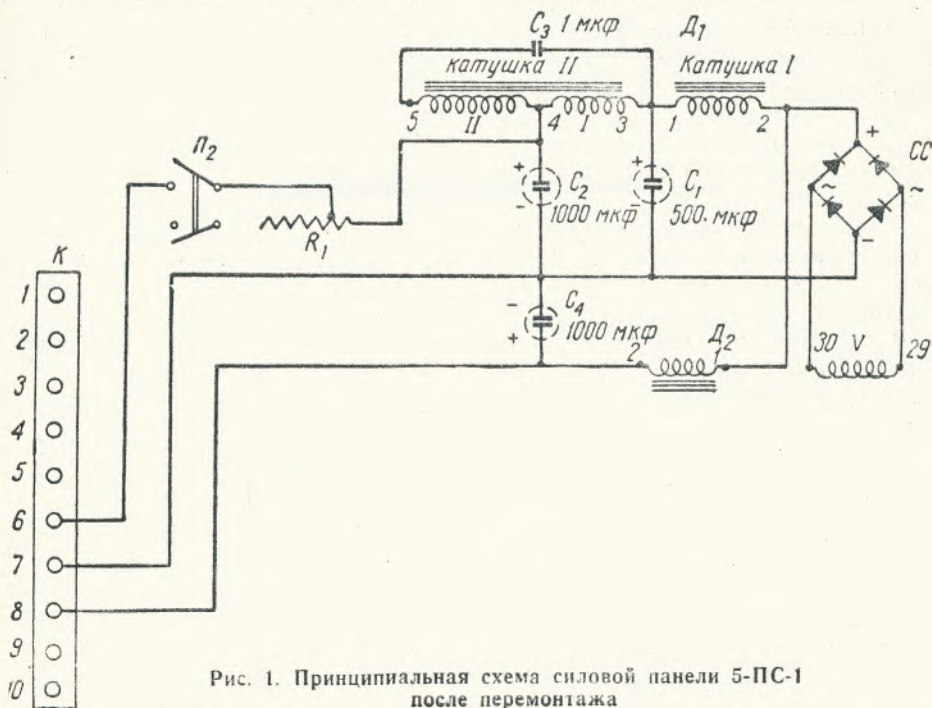 C₃ 1 мкф
Д₁
катушка II
Катушка I
5
II
4
I
3
1
2
+
СС
П₂
+
-
C₂
1000 мкф
+
-
C₁
500. мкф
~
~
-
R₁
К
1
2
3
4
5
6
7
8
9
10
-
+
C₄
1000 мкф
2
Д₂
1
30 V
29
Рис. 1. Принципиальная схема силовой панели 5-ПС-1
после перемонтажа